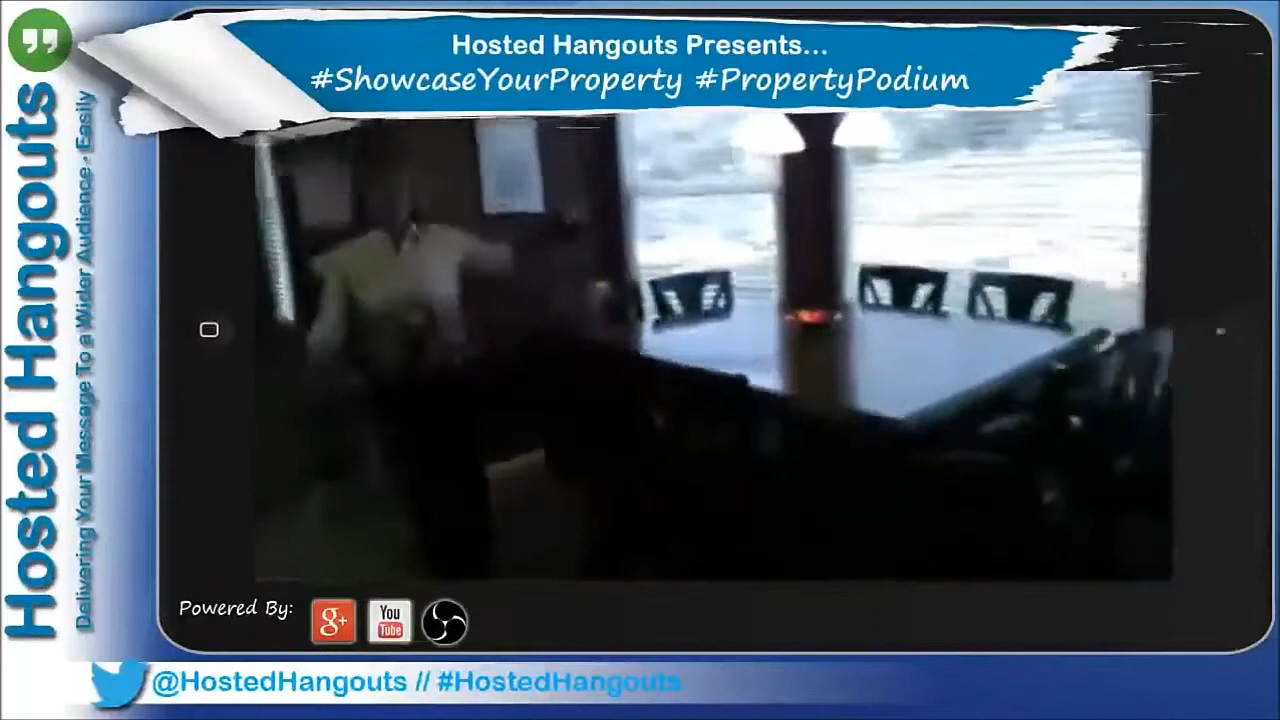 Hosted Hangouts Presents...
#ShowcaseYourProperty #PropertyPodium
Hosted Hangouts
Delivering Your Message To a Wider Audience - Easily
Powered By:
g+
You
Tube
@HostedHangouts // #HostedHangouts